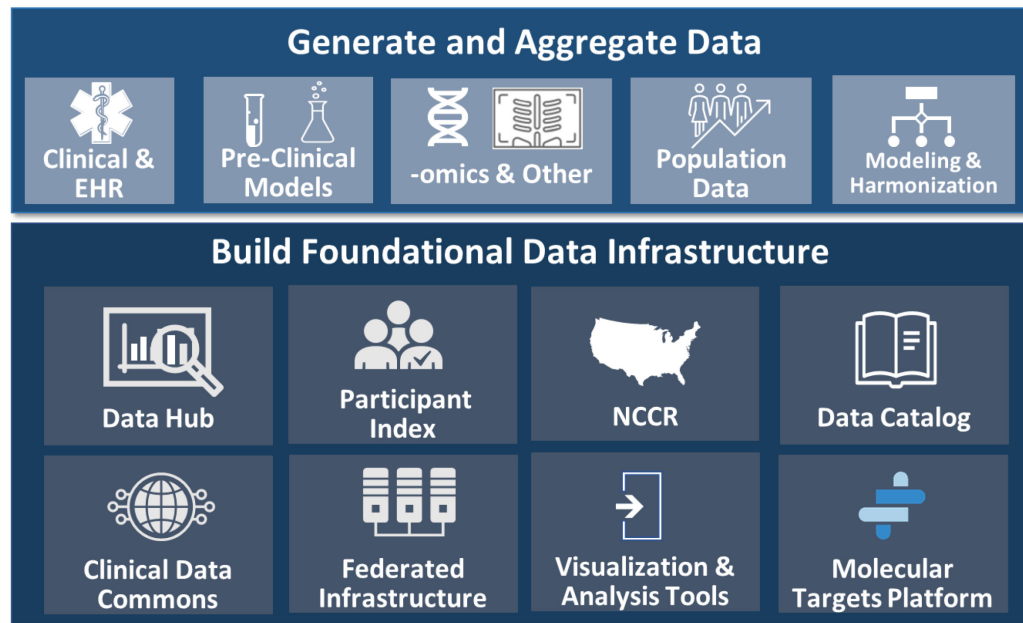 Generate and Aggregate Data
Clinical &
EHR
Pre-Clinical
Models
-omics & Other
Population
Data
Modeling &
Harmonization
Build Foundational Data Infrastructure
Data Hub
Participant
Index
NCCR
Data Catalog
Clinical Data
Commons
Federated
Infrastructure
Visualization &
Analysis Tools
Molecular
Targets Platform